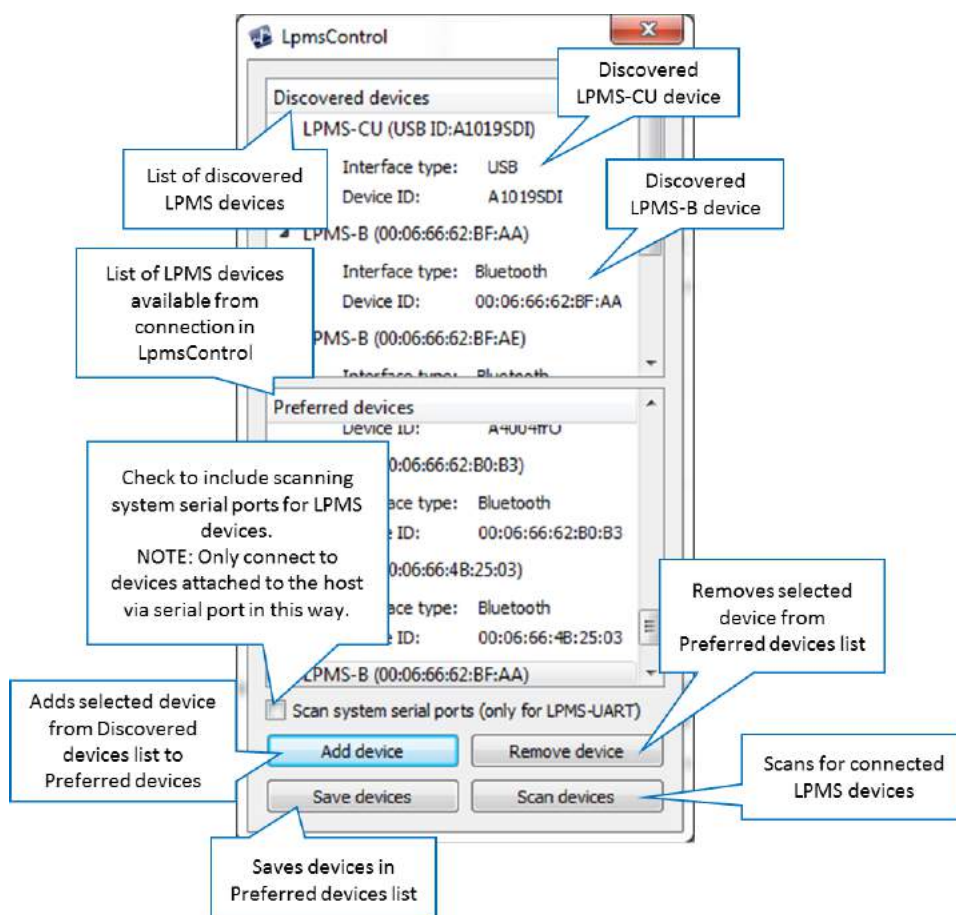 LpmsControl
Discovered
LPMS-CU device
Discovered devices
LPMS-CU (USB ID:A1019SDI)
Interface type: USB
Device ID: A1019SDI
List of discovered
LPMS devices
Discovered
LPMS-B device
LPMS-B (00:06:66:62:BF:AA)
Interface type: Bluetooth
Device ID: 00:06:66:62:BF:AA
List of LPMS devices
available from
connection in
LpmsControl
LPMS-B (00:06:66:62:BF:AE)
Interface type: Bluetooth
Preferred devices
Device ID:
Check to include scanning
system serial ports for LPMS
devices.
NOTE: Only connect to
devices attached to the host
via serial port in this way.
0:06:66:62:B0:B3)
ace type: Bluetooth
ID: 00:06:66:62:B0:B3
0:06:66:4B:25:03)
ace type: Bluetooth
ID: 00:06:66:4B:25:03
Removes selected
device from
Preferred devices list
LPMS-B (00:06:66:62:BF:AA)
Scan system serial ports (only for LPMS-UART)
Adds selected device
from Discovered
devices list to
Preferred devices
Add device Remove device
Scans for connected
LPMS devices
Save devices Scan devices
Saves devices in
Preferred devices list